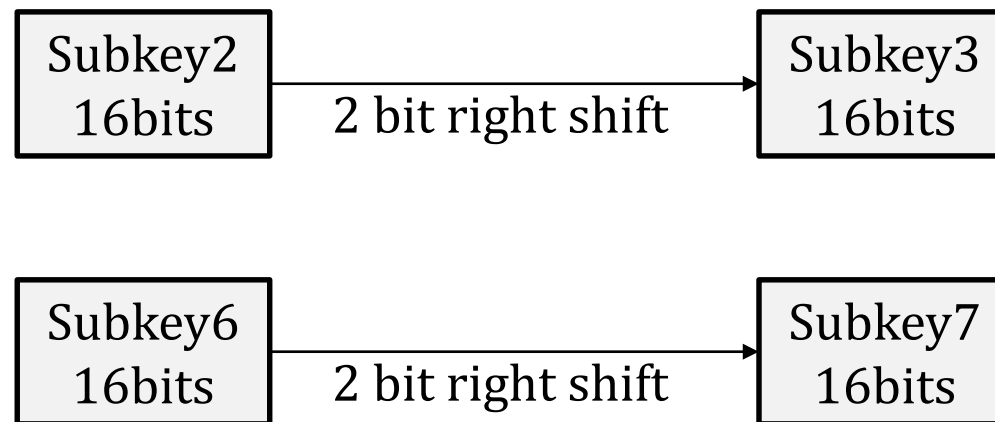 Subkey2
16bits
2 bit right shift
Subkey3
16bits
Subkey6
16bits
2 bit right shift
Subkey7
16bits